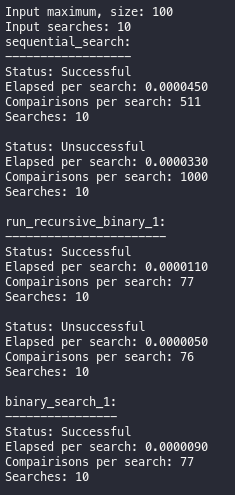 Input maximum, size: 100
Input searches: 10
sequential_search:
------------------
Status: Successful
Elapsed per search: 0.0000450
Compairisons per search: 511
Searches: 10

Status: Unsuccessful
Elapsed per search: 0.0000330
Compairisons per search: 1000
Searches: 10

run_recursive_binary_1:
-----------------------
Status: Successful
Elapsed per search: 0.0000110
Compairisons per search: 77
Searches: 10

Status: Unsuccessful
Elapsed per search: 0.0000050
Compairisons per search: 76
Searches: 10

binary_search_1:
----------------
Status: Successful
Elapsed per search: 0.0000090
Compairisons per search: 77
Searches: 10